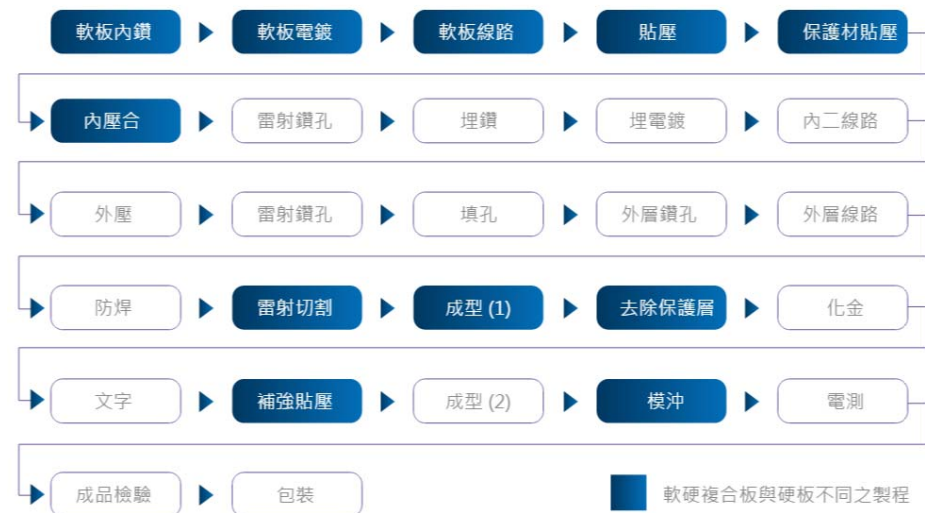 軟板內鑽 軟板電鍍 軟板線路 貼壓 保護材貼壓
內壓合 雷射鑽孔 埋鑽 埋電鍍 內二線路
外壓 雷射鑽孔 填孔 外層鑽孔 外層線路
防焊 雷射切割 成型 (1) 去除保護層 化金
文字 補強貼壓 成型 (2) 模沖 電測
成品檢驗 包裝
軟硬複合板與硬板不同之製程